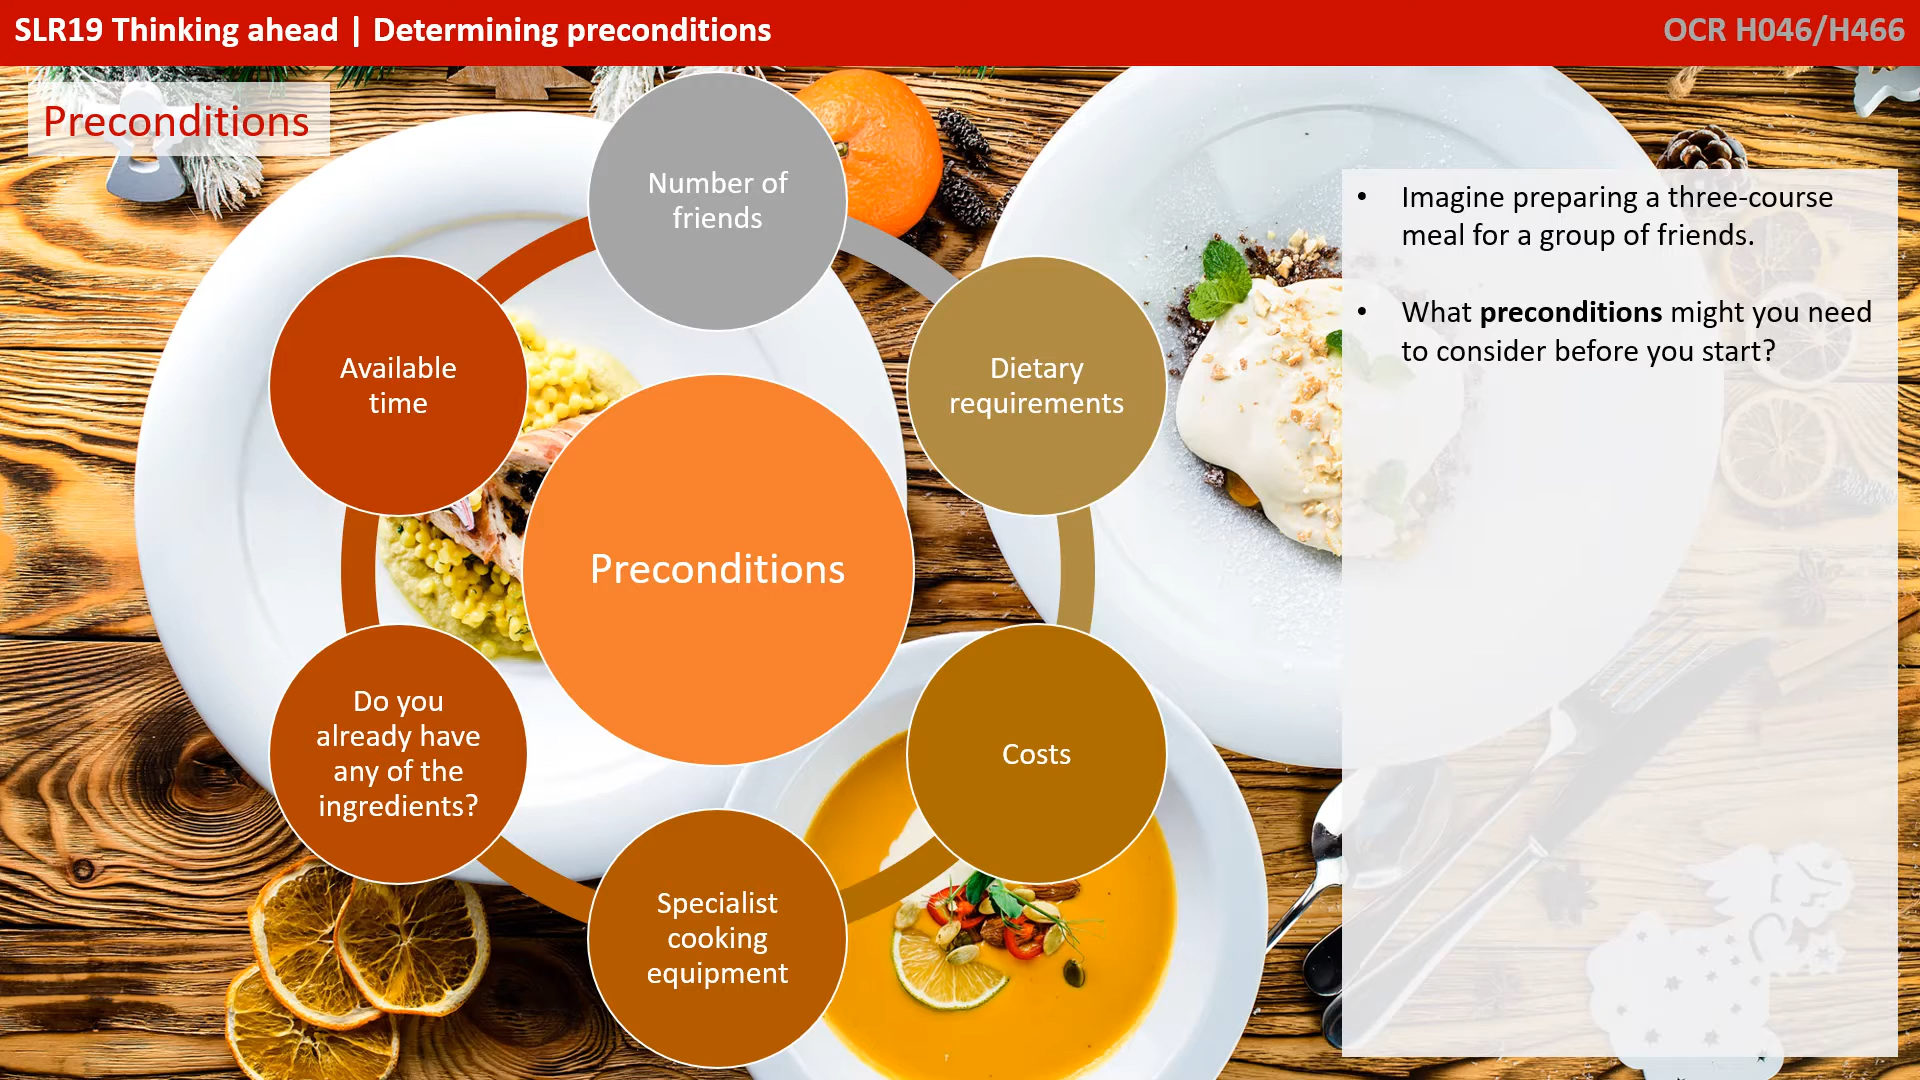 SLR19 Thinking ahead | Determining preconditions
OCR H046/H466
Preconditions
Number of
friends
Dietary
requirements
Costs
Specialist
cooking
equipment
Do you
already have
any of the
ingredients?
Available
time
Preconditions
• Imagine preparing a three-course
meal for a group of friends.
• What preconditions might you need
to consider before you start?